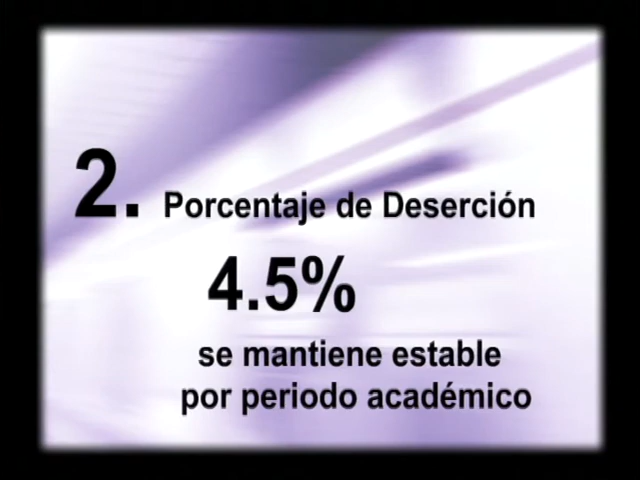 2. Porcentaje de Deserción
4.5%
se mantiene estable
por periodo académico